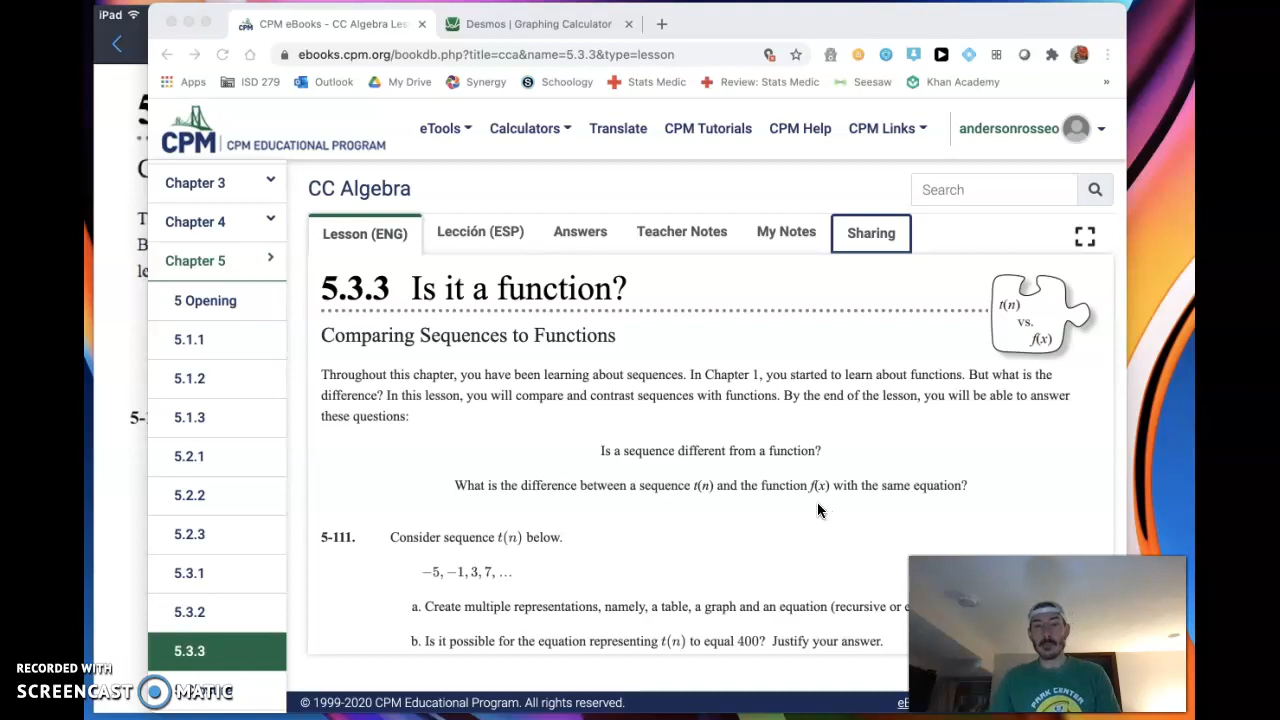 iPad
CPM eBooks - CC Algebra Les
Desmos | Graphing Calculator
ebooks.cpm.org/bookdb.php?title=cca&name=5.3.3&type=lesson
Apps ISD 279 Outlook My Drive Synergy Schoology Stats Medic Review: Stats Medic Seesaw Khan Academy »
CPM CPM EDUCATIONAL PROGRAM
eTools Calculators Translate CPM Tutorials CPM Help CPM Links andersonrosseo
Chapter 3
Chapter 4
Chapter 5
5 Opening
5.1.1
5.1.2
5.1.3
5.2.1
5.2.2
5.2.3
5.3.1
5.3.2
5.3.3
CC Algebra
Search
Lesson (ENG) Lección (ESP) Answers Teacher Notes My Notes Sharing
5.3.3 Is it a function?
t(n)
vs.
f(x)
Comparing Sequences to Functions
Throughout this chapter, you have been learning about sequences. In Chapter 1, you started to learn about functions. But what is the
difference? In this lesson, you will compare and contrast sequences with functions. By the end of the lesson, you will be able to answer
these questions:
Is a sequence different from a function?
What is the difference between a sequence t(n) and the function f(x) with the same equation?
5-111. Consider sequence t(n) below.
−5, −1, 3, 7, …
a. Create multiple representations, namely, a table, a graph and an equation (recursive or e
b. Is it possible for the equation representing t(n) to equal 400? Justify your answer.
© 1999-2020 CPM Educational Program. All rights reserved.
eB
5
C
T
B
le
5-
PARK CENTER
RECORDED WITH
SCREENCAST MATIC